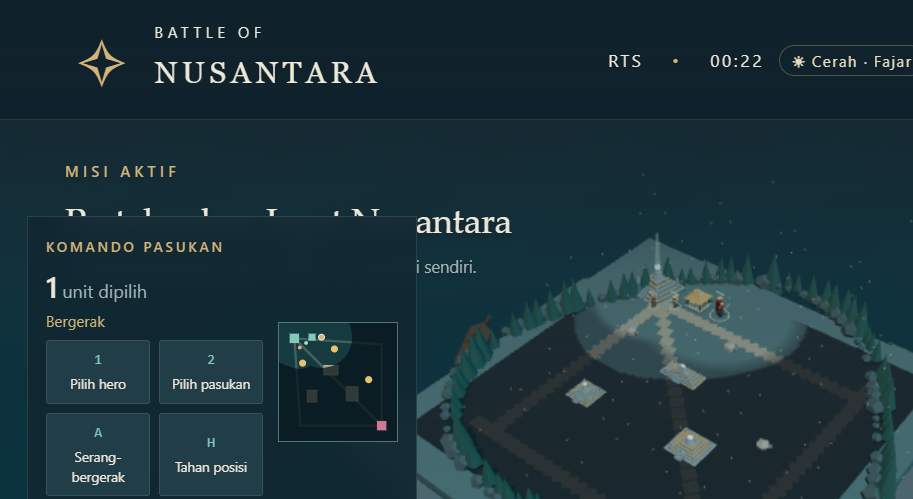 BATTLE OF
NUSANTARA
RTS • 00:22 Cerah · Fajar
MISI AKTIF
antara
i sendiri.
KOMANDO PASUKAN
1 unit dipilih
Bergerak
1
Pilih hero
2
Pilih pasukan
A
Serang-
bergerak
H
Tahan posisi